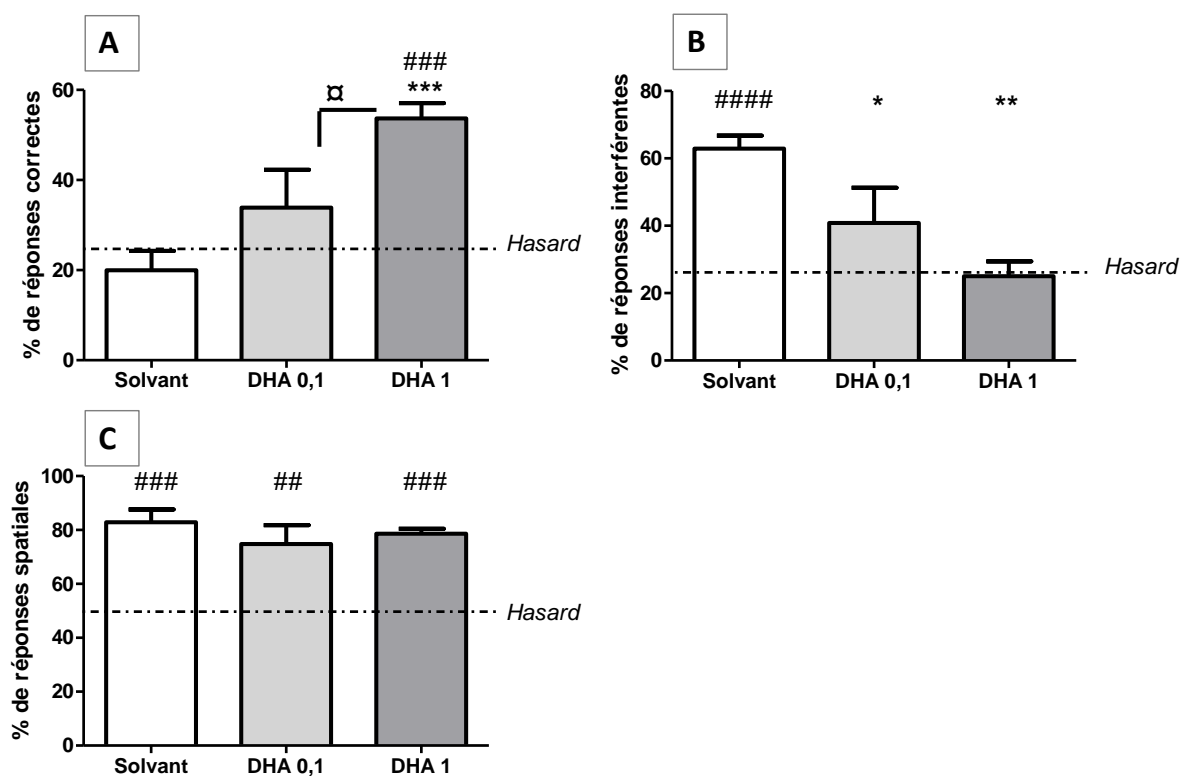 A
% de réponses correctes
60
40
20
0
¤
###
***
Hasard
Solvant DHA 0,1 DHA 1
B
% de réponses interférentes
80
60
40
20
0
#### * **
Hasard
Solvant DHA 0,1 DHA 1
C
% de réponses spatiales
100
80
60
40
20
0
### ## ###
Hasard
Solvant DHA 0,1 DHA 1